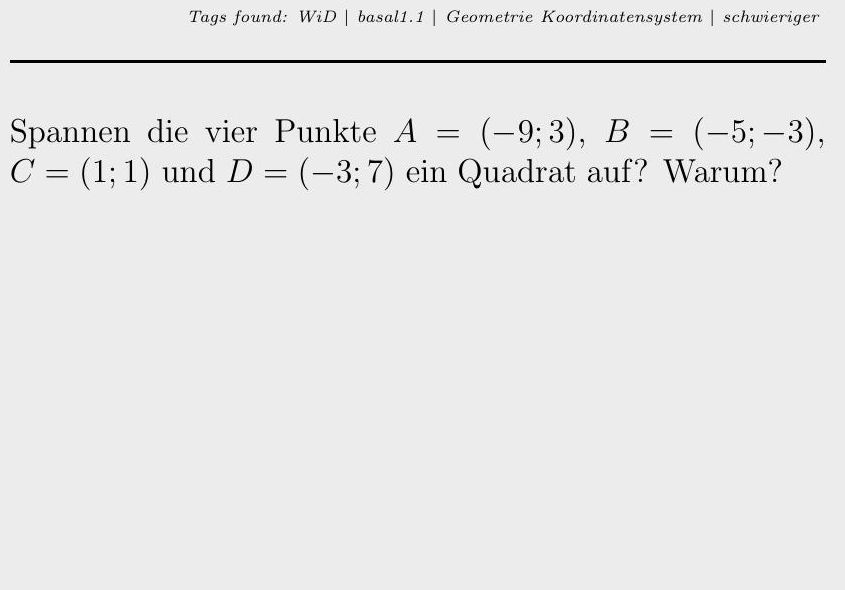 Tags found: WiD | basal1.1 | Geometrie Koordinatensystem | schwieriger
Spannen die vier Punkte A = (−9; 3), B = (−5; −3),
C = (1; 1) und D = (−3; 7) ein Quadrat auf? Warum?